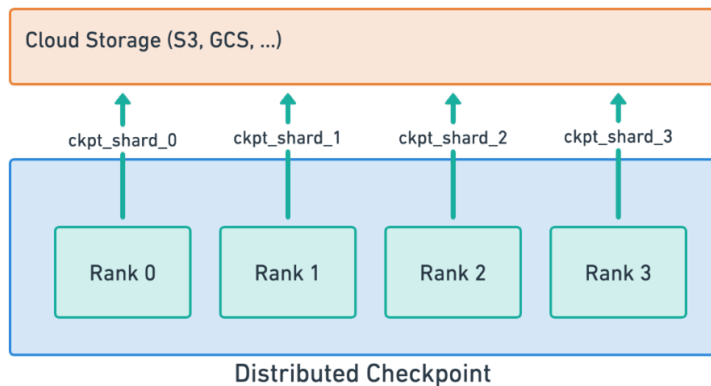 Cloud Storage (S3, GCS, ...)
ckpt_shard_0
ckpt_shard_1
ckpt_shard_2
ckpt_shard_3
Rank 0
Rank 1
Rank 2
Rank 3
Distributed Checkpoint